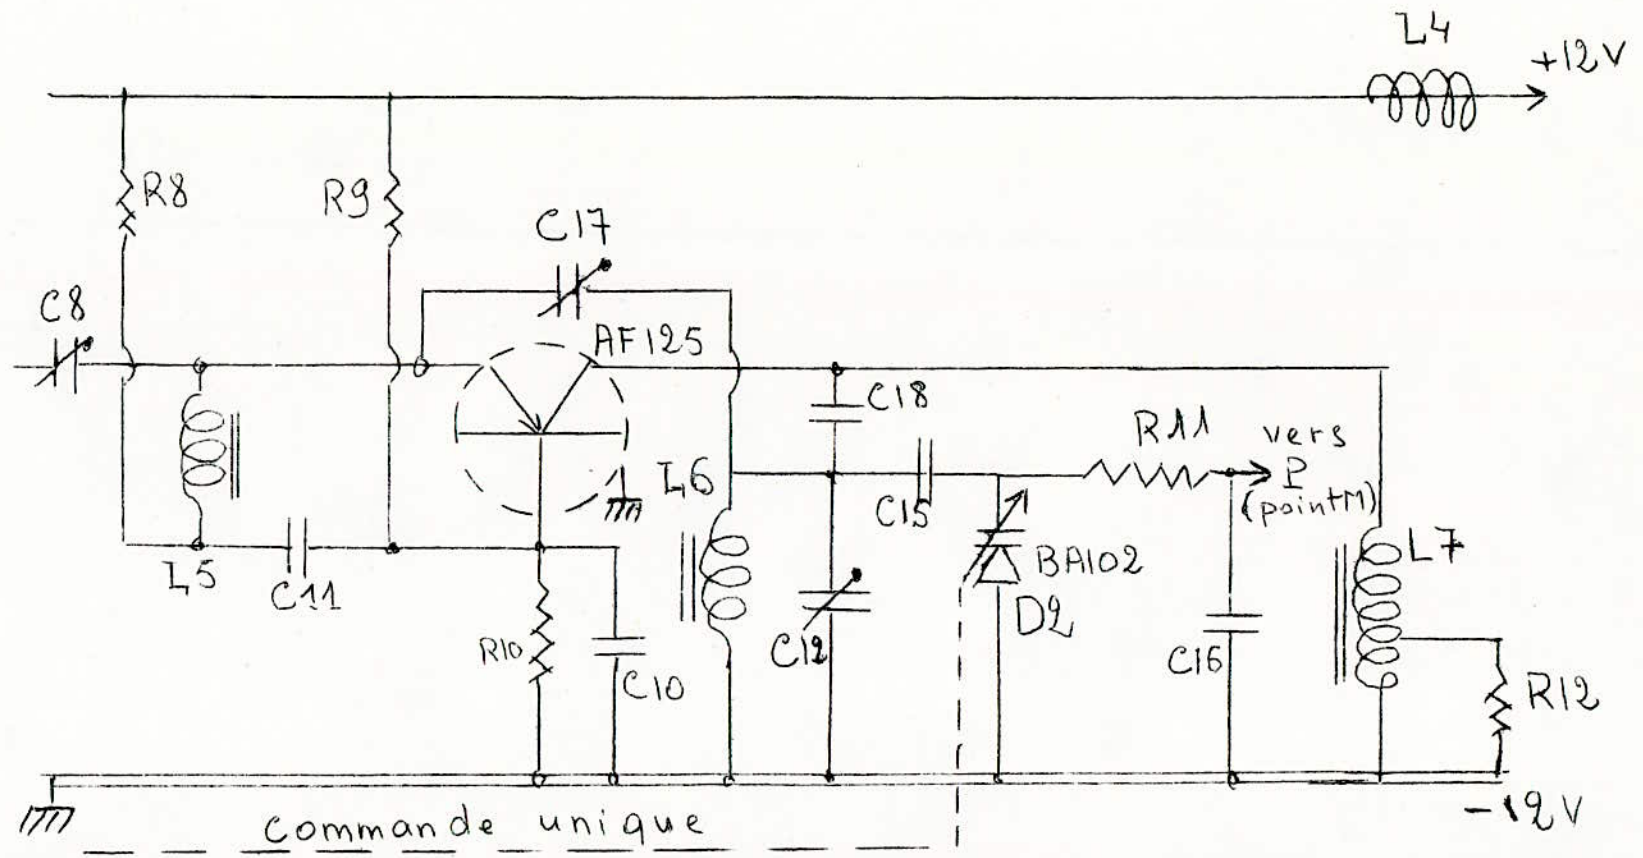 L4
+12V
R8
R9
C17
C8
AF125
C18
R11
vers
P
(pointM)
L6
C15
L7
L5
C11
BA102
D2
R10
C10
C12
C16
R12
-12V
commande unique